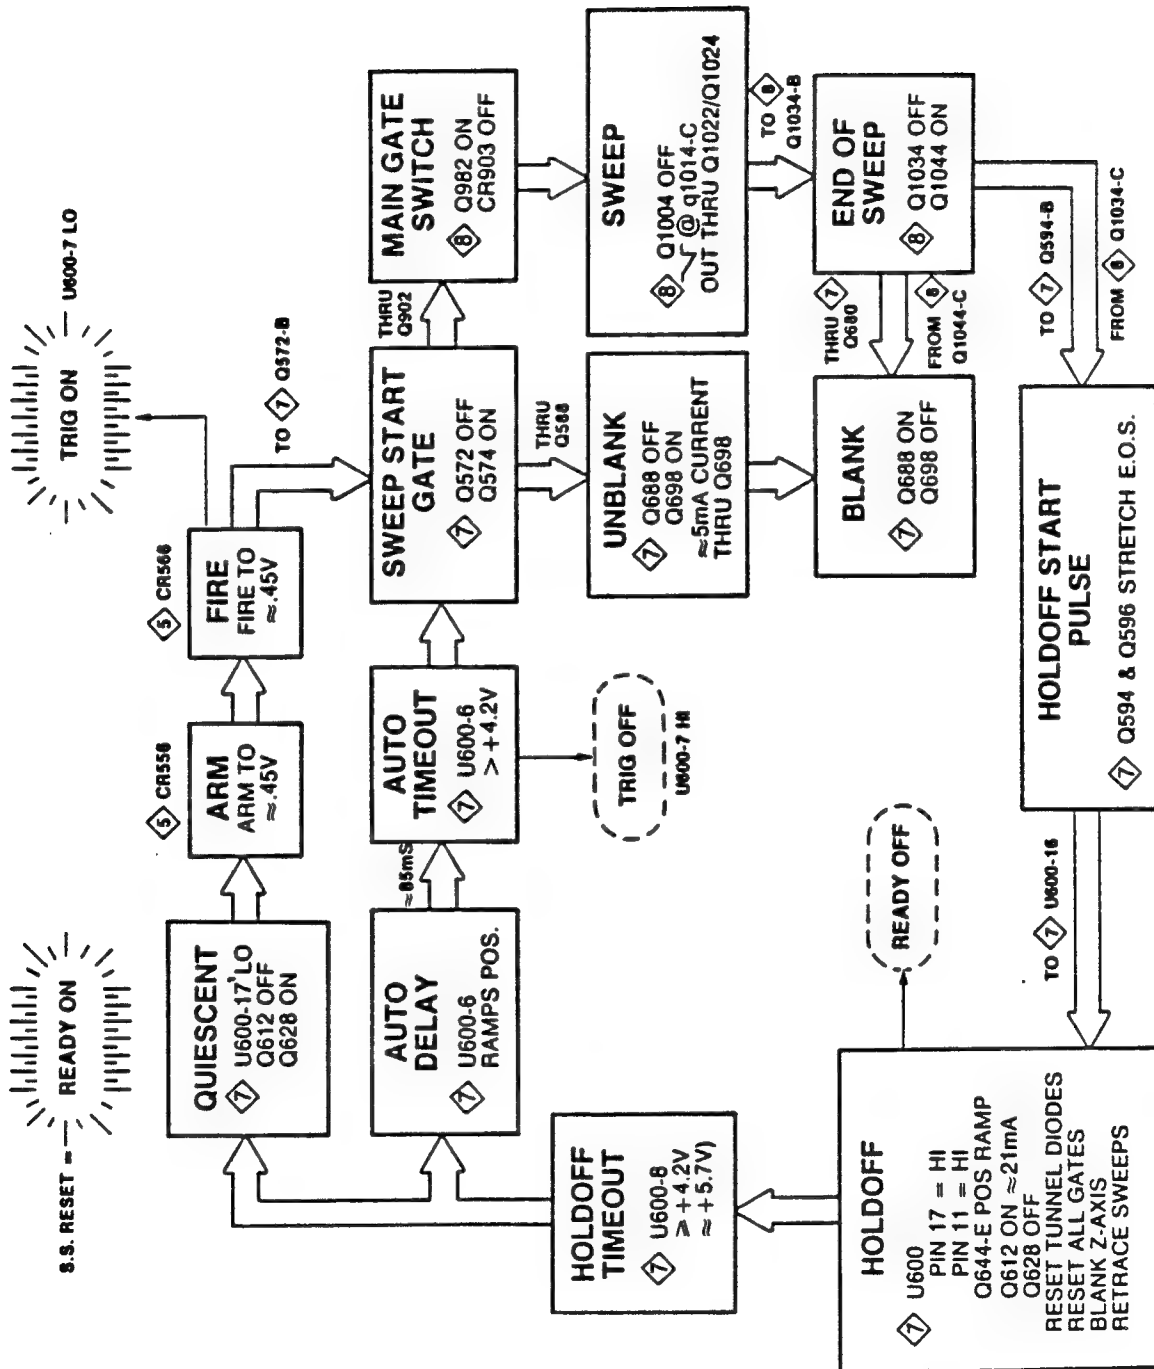 S.S. RESET =
READY ON
TRIG ON
U600-7 LO
QUIESCENT
7 U600-17'LO
Q612 OFF
Q628 ON
5 CR556
ARM
ARM TO
≈.45V
5 CR566
FIRE
FIRE TO
≈.45V
TO 7 Q572-B
AUTO
DELAY
7 U600-6
RAMPS POS.
≈85mS
AUTO
TIMEOUT
7 U600-6
>+4.2V
TRIG OFF
U600-7 HI
SWEEP START
GATE
7 Q572 OFF
Q574 ON
THRU
Q902
MAIN GATE
SWITCH
8 Q982 ON
CR903 OFF
THRU
Q588
UNBLANK
7 Q688 OFF
Q698 ON
≈5mA CURRENT
THRU Q698
SWEEP
8 Q1004 OFF
@ q1014-C
OUT THRU Q1022/Q1024
TO 8
Q1034-B
HOLDOFF
TIMEOUT
7 U600-8
>+4.2V
≈+5.7V)
BLANK
7 Q688 ON
Q698 OFF
THRU 7
Q680
FROM 8
Q1044-C
END OF
SWEEP
8 Q1034 OFF
Q1044 ON
READY OFF
TO 7 Q594-B
FROM 8 Q1034-C
HOLDOFF
7 U600
PIN 17 = HI
PIN 11 = HI
Q644-E POS RAMP
Q612 ON ≈21mA
Q628 OFF
RESET TUNNEL DIODES
RESET ALL GATES
BLANK Z-AXIS
RETRACE SWEEPS
TO 7 U600-16
HOLDOFF START
PULSE
7 Q594 & Q596 STRETCH E.O.S.